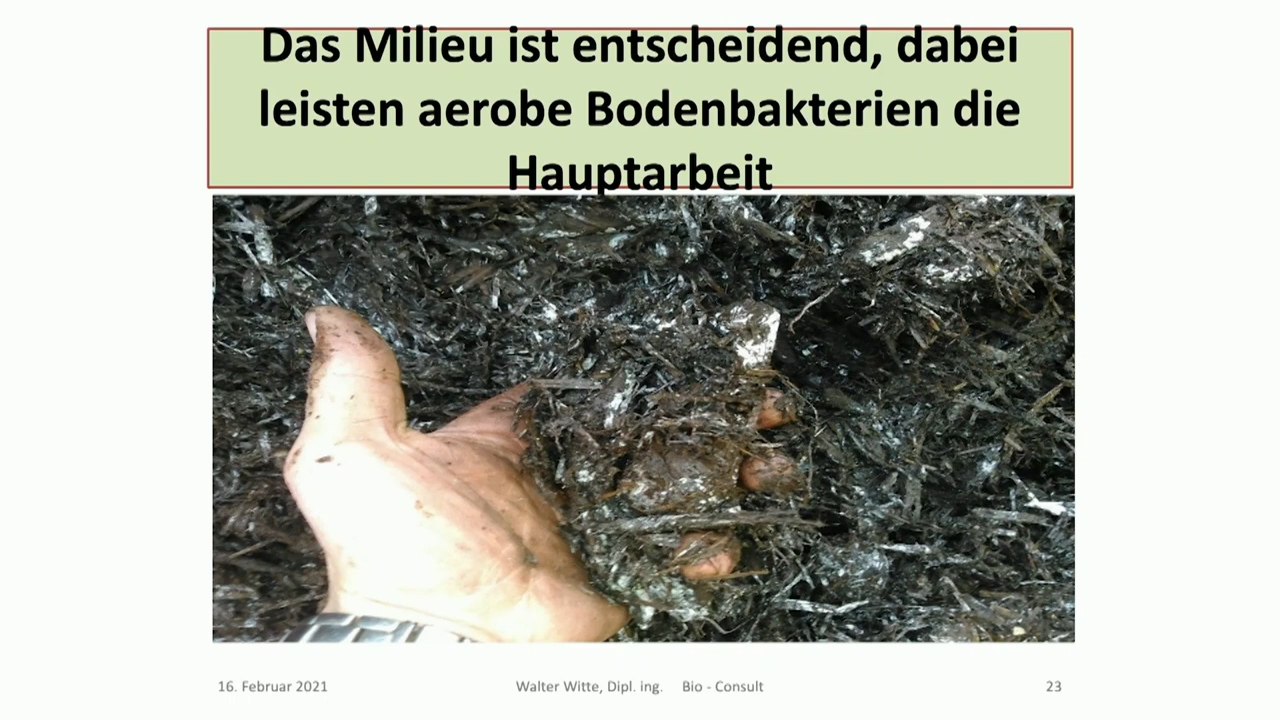 Das Milieu ist entscheidend, dabei
leisten aerobe Bodenbakterien die
Hauptarbeit
16. Februar 2021 Walter Witte, Dipl. ing. Bio - Consult 23